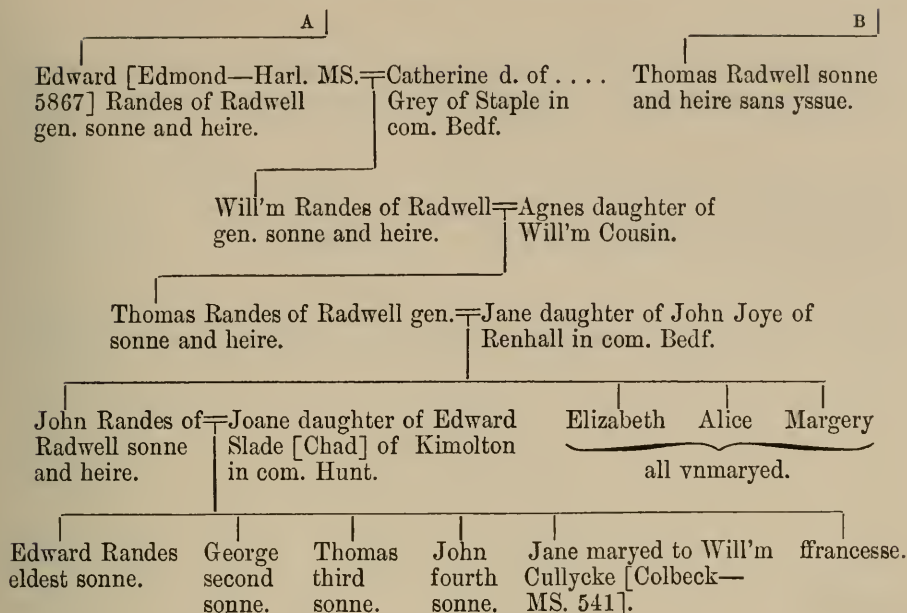 A
B
Edward [Edmond—Harl. MS.
5867] Randes of Radwell
gen. sonne and heire.
Catherine d. of . . . .
Grey of Staple in
com. Bedf.
Thomas Radwell sonne
and heire sans yssue.
Will'm Randes of Radwell
gen. sonne and heire.
Agnes daughter of
Will'm Cousin.
Thomas Randes of Radwell gen.
sonne and heire.
Jane daughter of John Joye of
Renhall in com. Bedf.
John Randes of
Radwell sonne
and heire.
Joane daughter of Edward
Slade [Chad] of Kimolton
in com. Hunt.
Elizabeth Alice Margery
all vnmaryed.
Edward Randes
eldest sonne.
George
second
sonne.
Thomas
third
sonne.
John
fourth
sonne.
Jane maryed to Will'm
Cullycke [Colbeck—
MS. 541].
ffrancesse.